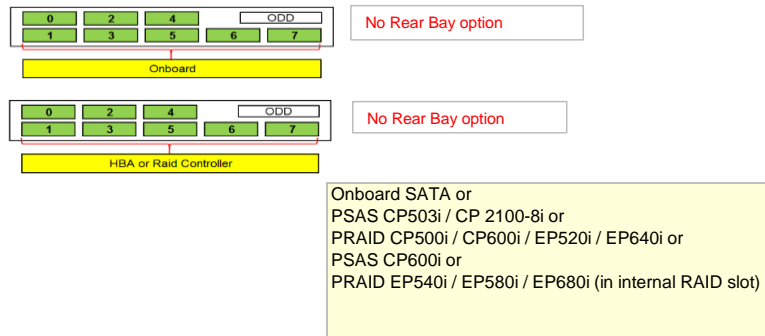 0 2 4 ODD
1 3 5 6 7
No Rear Bay option
Onboard
0 2 4 ODD
1 3 5 6 7
No Rear Bay option
HBA or Raid Controller
Onboard SATA or
PSAS CP503i / CP 2100-8i or
PRAID CP500i / CP600i / EP520i / EP640i or
PSAS CP600i or
PRAID EP540i / EP580i / EP680i (in internal RAID slot)